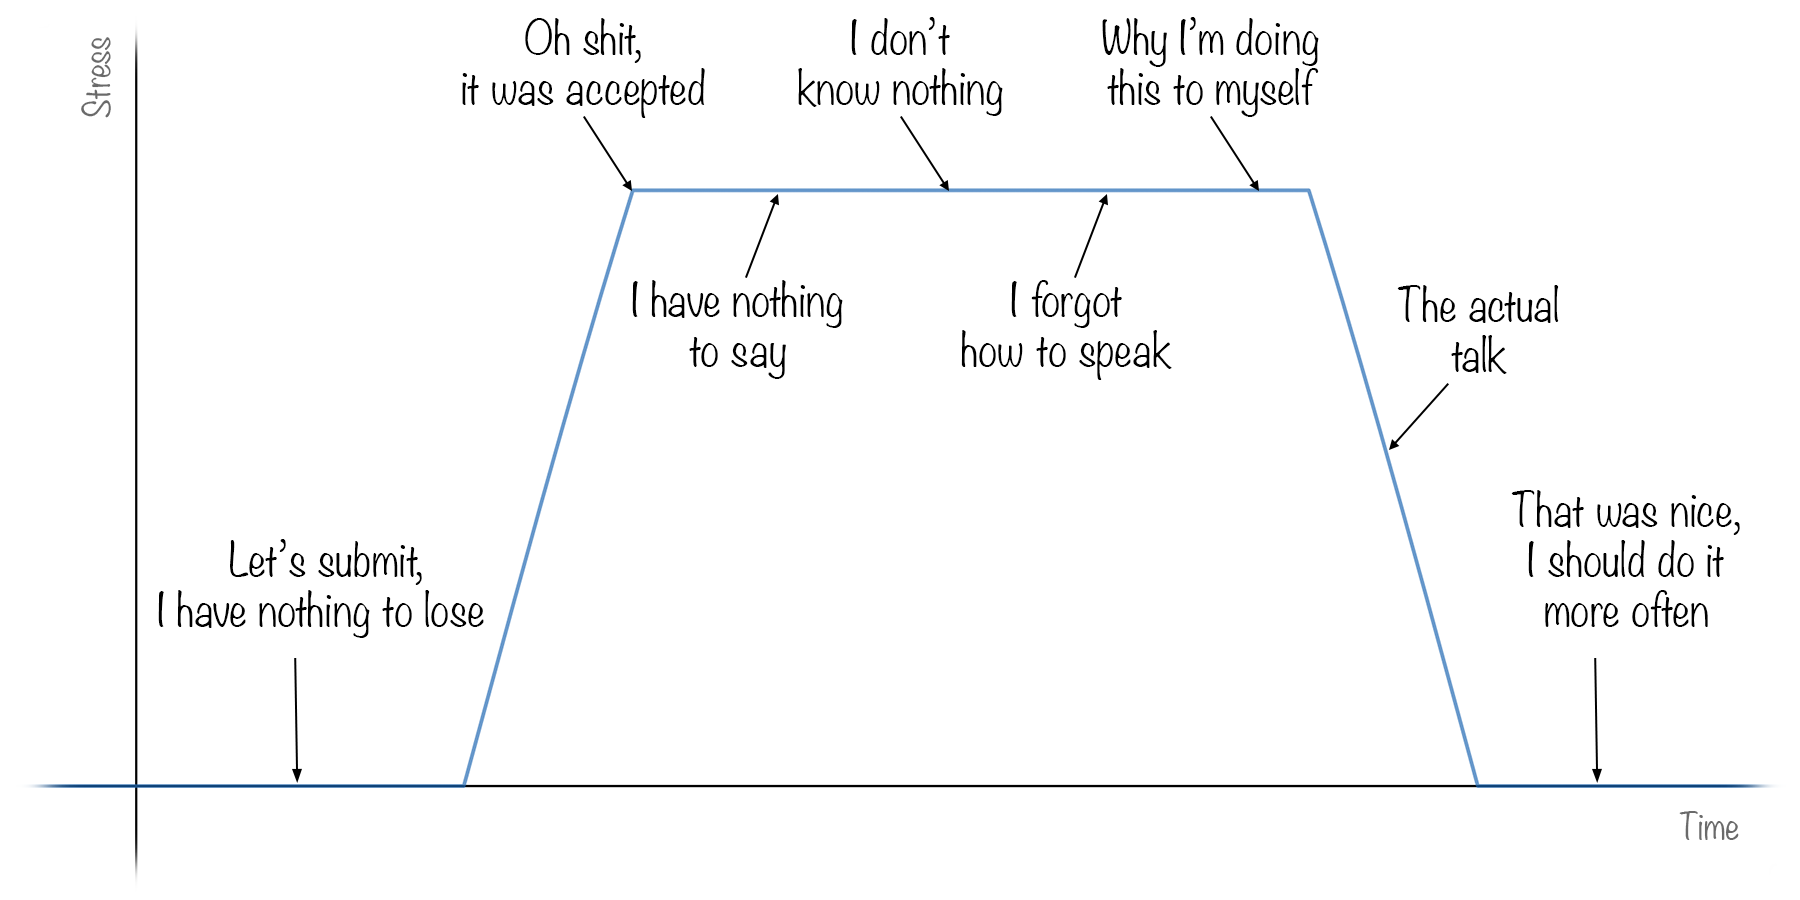 Stress
Oh shit,
it was accepted
I don't
know nothing
Why I'm doing
this to myself
I have nothing
to say
I forgot
how to speak
The actual
talk
Let's submit,
I have nothing to lose
That was nice,
I should do it
more often
Time